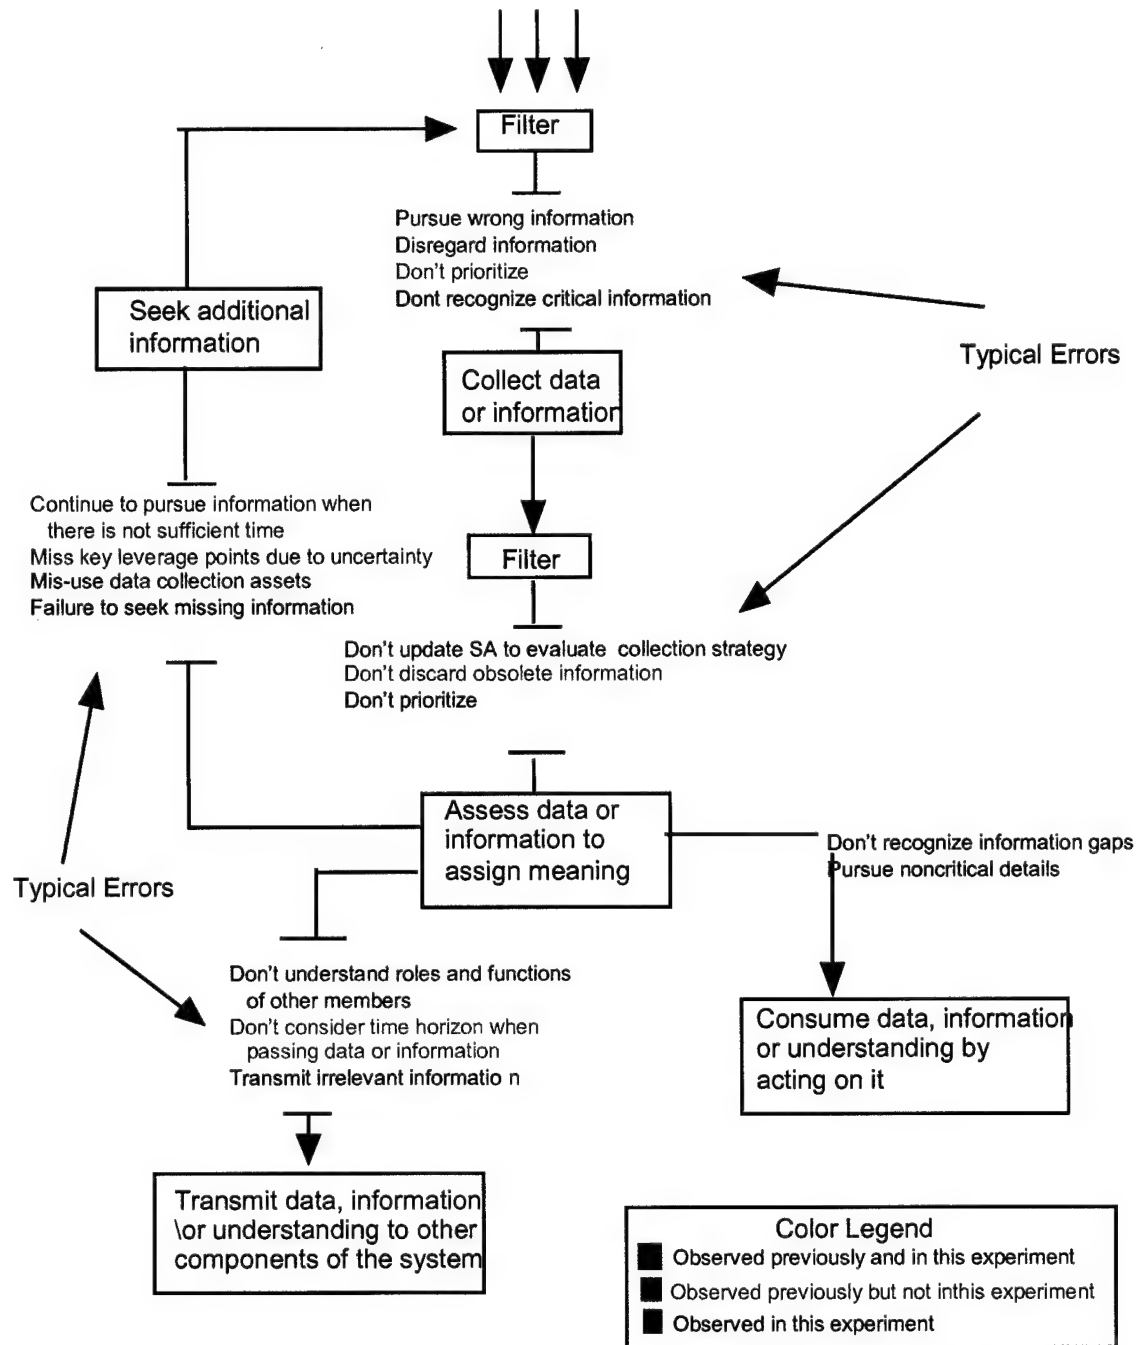 Filter
Pursue wrong information
Disregard information
Don't prioritize
Dont recognize critical information
Seek additional
information
Typical Errors
Collect data
or information
Continue to pursue information when
there is not sufficient time
Miss key leverage points due to uncertainty
Mis-use data collection assets
Failure to seek missing information
Filter
Don't update SA to evaluate collection strategy
Don't discard obsolete information
Don't prioritize
Assess data or
information to
assign meaning
Don't recognize information gaps
Pursue noncritical details
Typical Errors
Don't understand roles and functions
of other members
Don't consider time horizon when
passing data or information
Transmit irrelevant informatio n
Consume data, information
or understanding by
acting on it
Transmit data, information
\or understanding to other
components of the system
Color Legend
Observed previously and in this experiment
Observed previously but not inthis experiment
Observed in this experiment